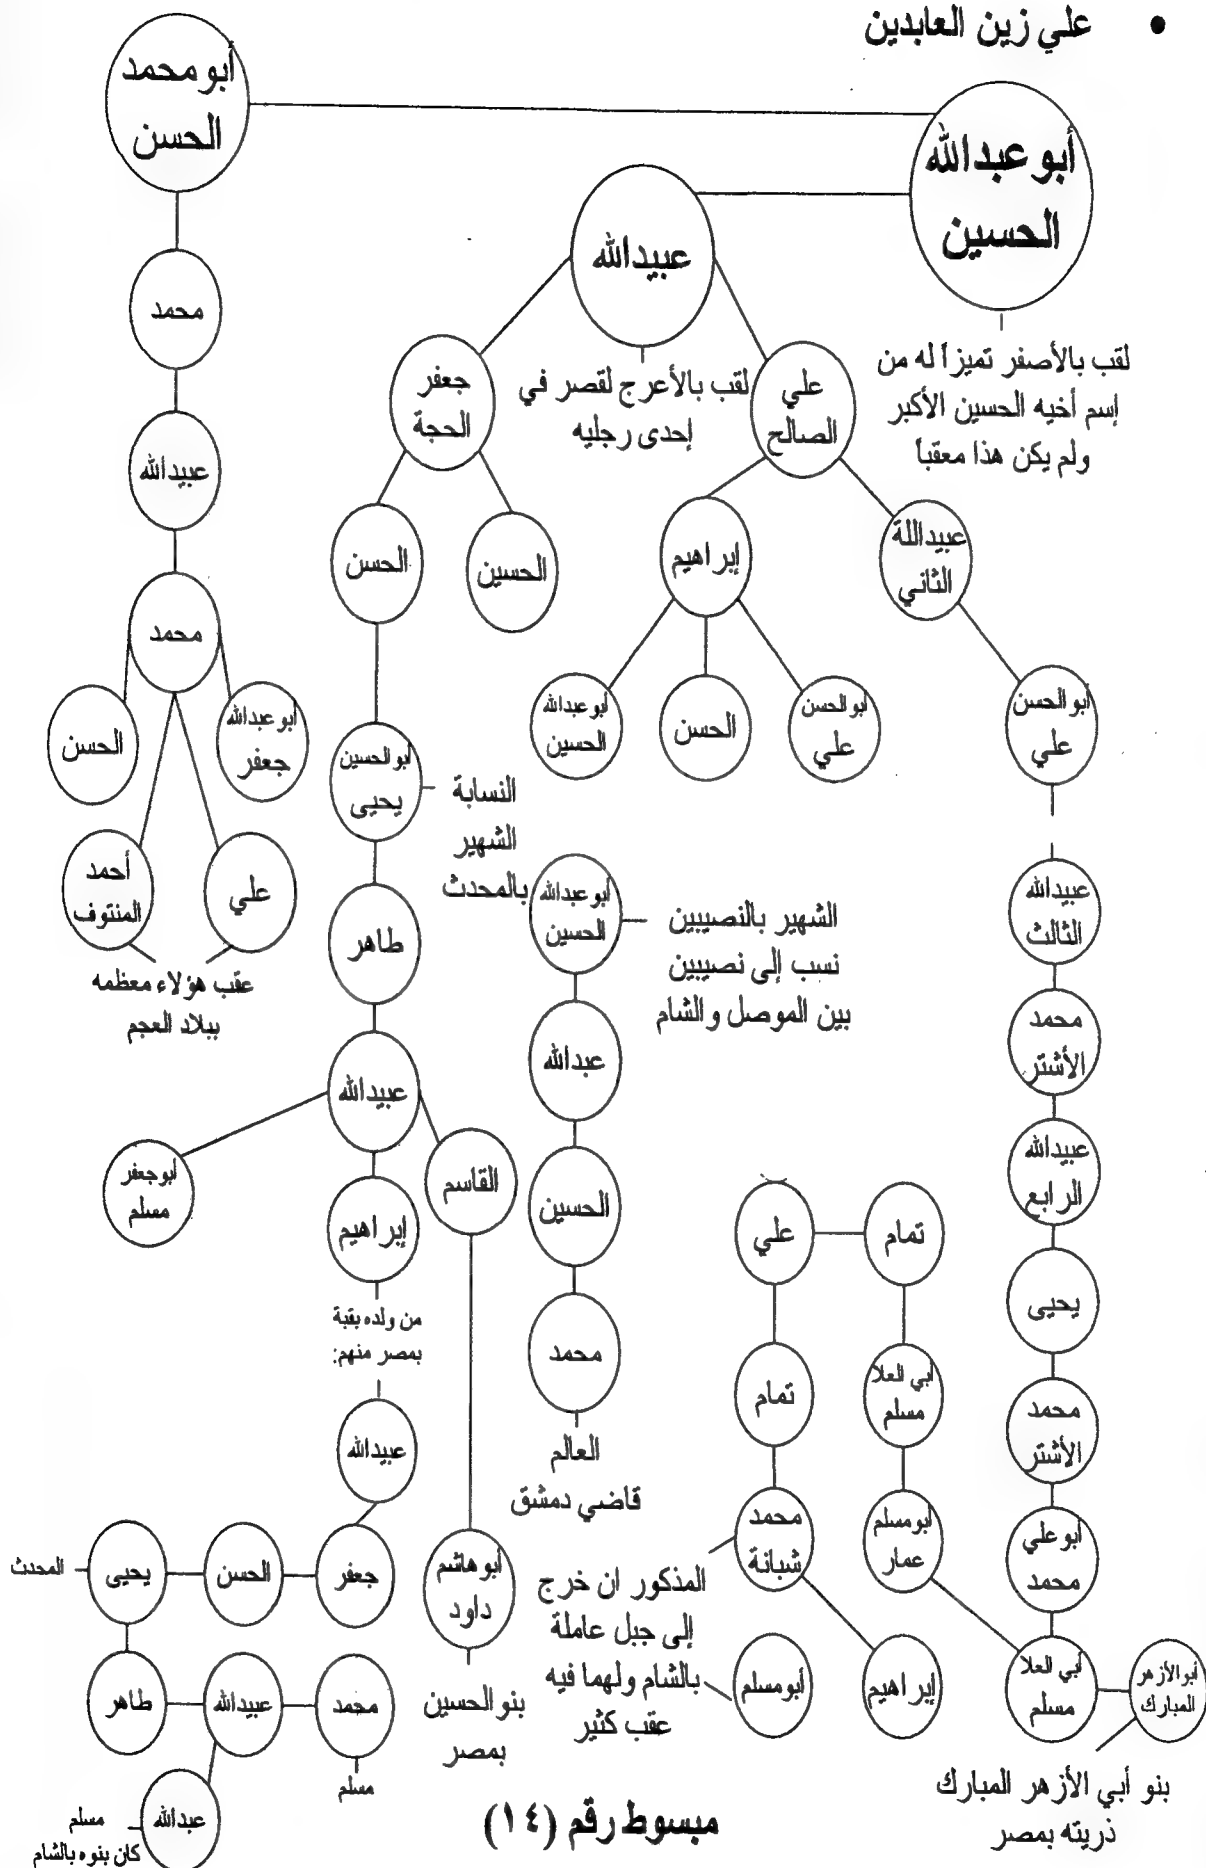 • علي زين العابدين
أبو عبدالله
الحسين
لقب بالأصفر تميزاً له من
إسم أخيه الحسين الأكبر
ولم يكن هذا معقباً
أبو محمد
الحسن
محمد
عبيدالله
محمد
الحسن
أبو عبدالله
جعفر
أحمد
المنتوف
علي
عقب هؤلاء معظمه
ببلاد العجم
عبيدالله
لقب بالأعرج لقصر في
إحدى رجليه
علي
الصالح
جعفر
الحجة
عبيداللة
الثاني
إبراهيم
الحسين
الحسن
أبو الحسن
علي
أبو الحسن
علي
الحسن
أبو عبدالله
الحسين
أبو الحسين
يحيى
النسابة
الشهير
بالمحدث
طاهر
عبيدالله
القاسم
إبراهيم
أبو جعفر
مسلم
من ولده بقبة
بمصر منهم:
عبيدالله
جعفر
الحسن
يحيى
المحدث
طاهر
عبيدالله
محمد
مسلم
عبدالله
مسلم
كان بنوه بالشام
أبو هاشم
داود
بنو الحسين
بمصر
أبو عبدالله
الحسين
الشهير بالنصيبين
نسب إلى نصيبين
بين الموصل والشام
عبدالله
الحسين
محمد
العالم
قاضي دمشق
عبيدالله
الثالث
محمد
الأشتر
عبيدالله
الرابع
يحيى
محمد
الأشتر
أبو علي
محمد
أبي العلا
مسلم
أبو الأزهر
المبارك
بنو أبي الأزهر المبارك
ذريته بمصر
تمام
علي
أبي العلا
مسلم
تمام
أبو مسلم
عمار
محمد
شبانة
إبراهيم
أبو مسلم
المذكور ان خرج
إلى جبل عاملة
بالشام ولهما فيه
عقب كثير
مبسوط رقم (١٤)